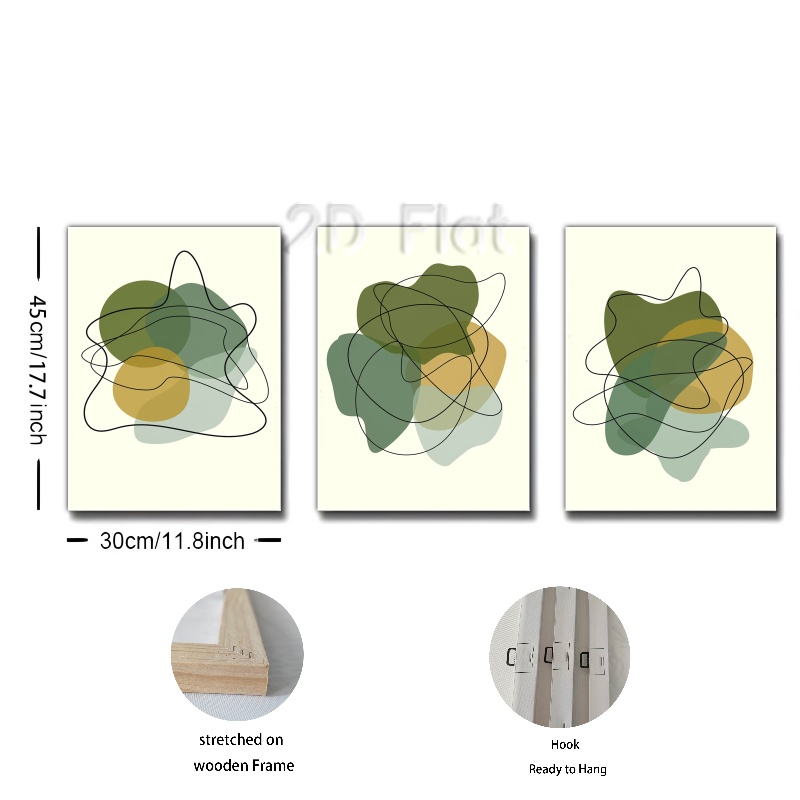 2D Flat
45cm/17.7inch
30cm/11.8inch
stretched on
wooden Frame
Hook
Ready to Hang